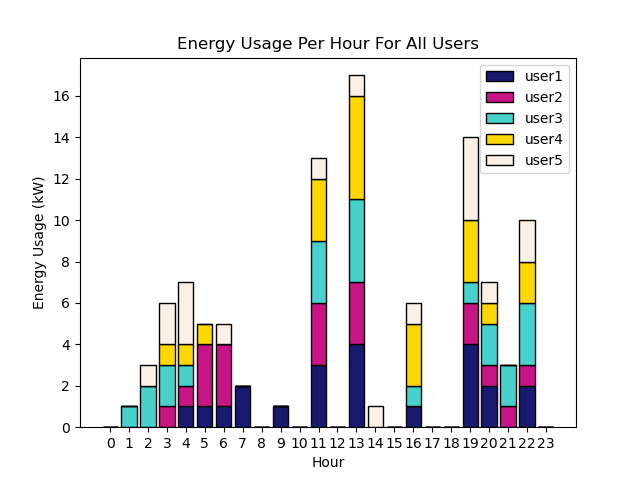 Energy Usage Per Hour For All Users
user1
user2
user3
user4
user5
Energy Usage (kW)
16
14
12
10
8
6
4
2
0
0 1 2 3 4 5 6 7 8 9 10 11 12 13 14 15 16 17 18 19 20 21 22 23
Hour